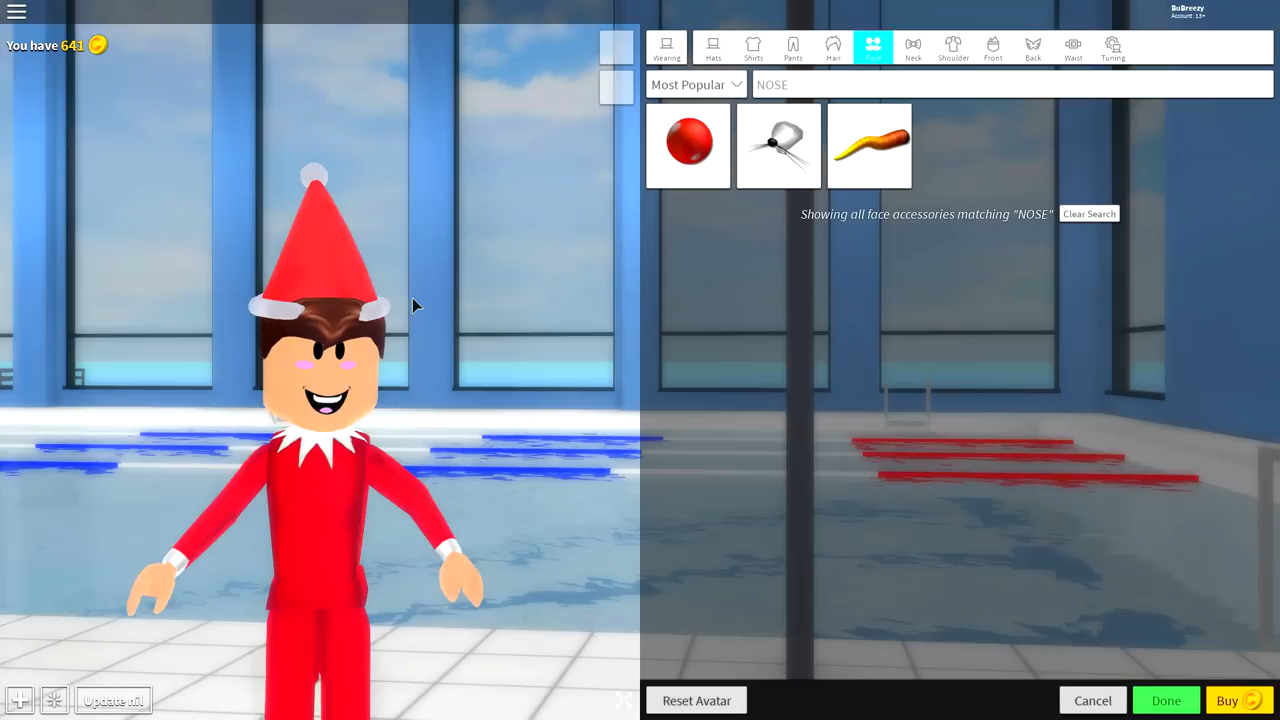 BuBreezy
Account: 13+
You have 641
Wearing
Hats
Shirts
Pants
Hair
Face
Neck
Shoulder
Front
Back
Waist
Tuning
Most Popular
NOSE
Showing all face accessories matching "NOSE"
Clear Search
Update nil
Reset Avatar
Cancel
Done
Buy